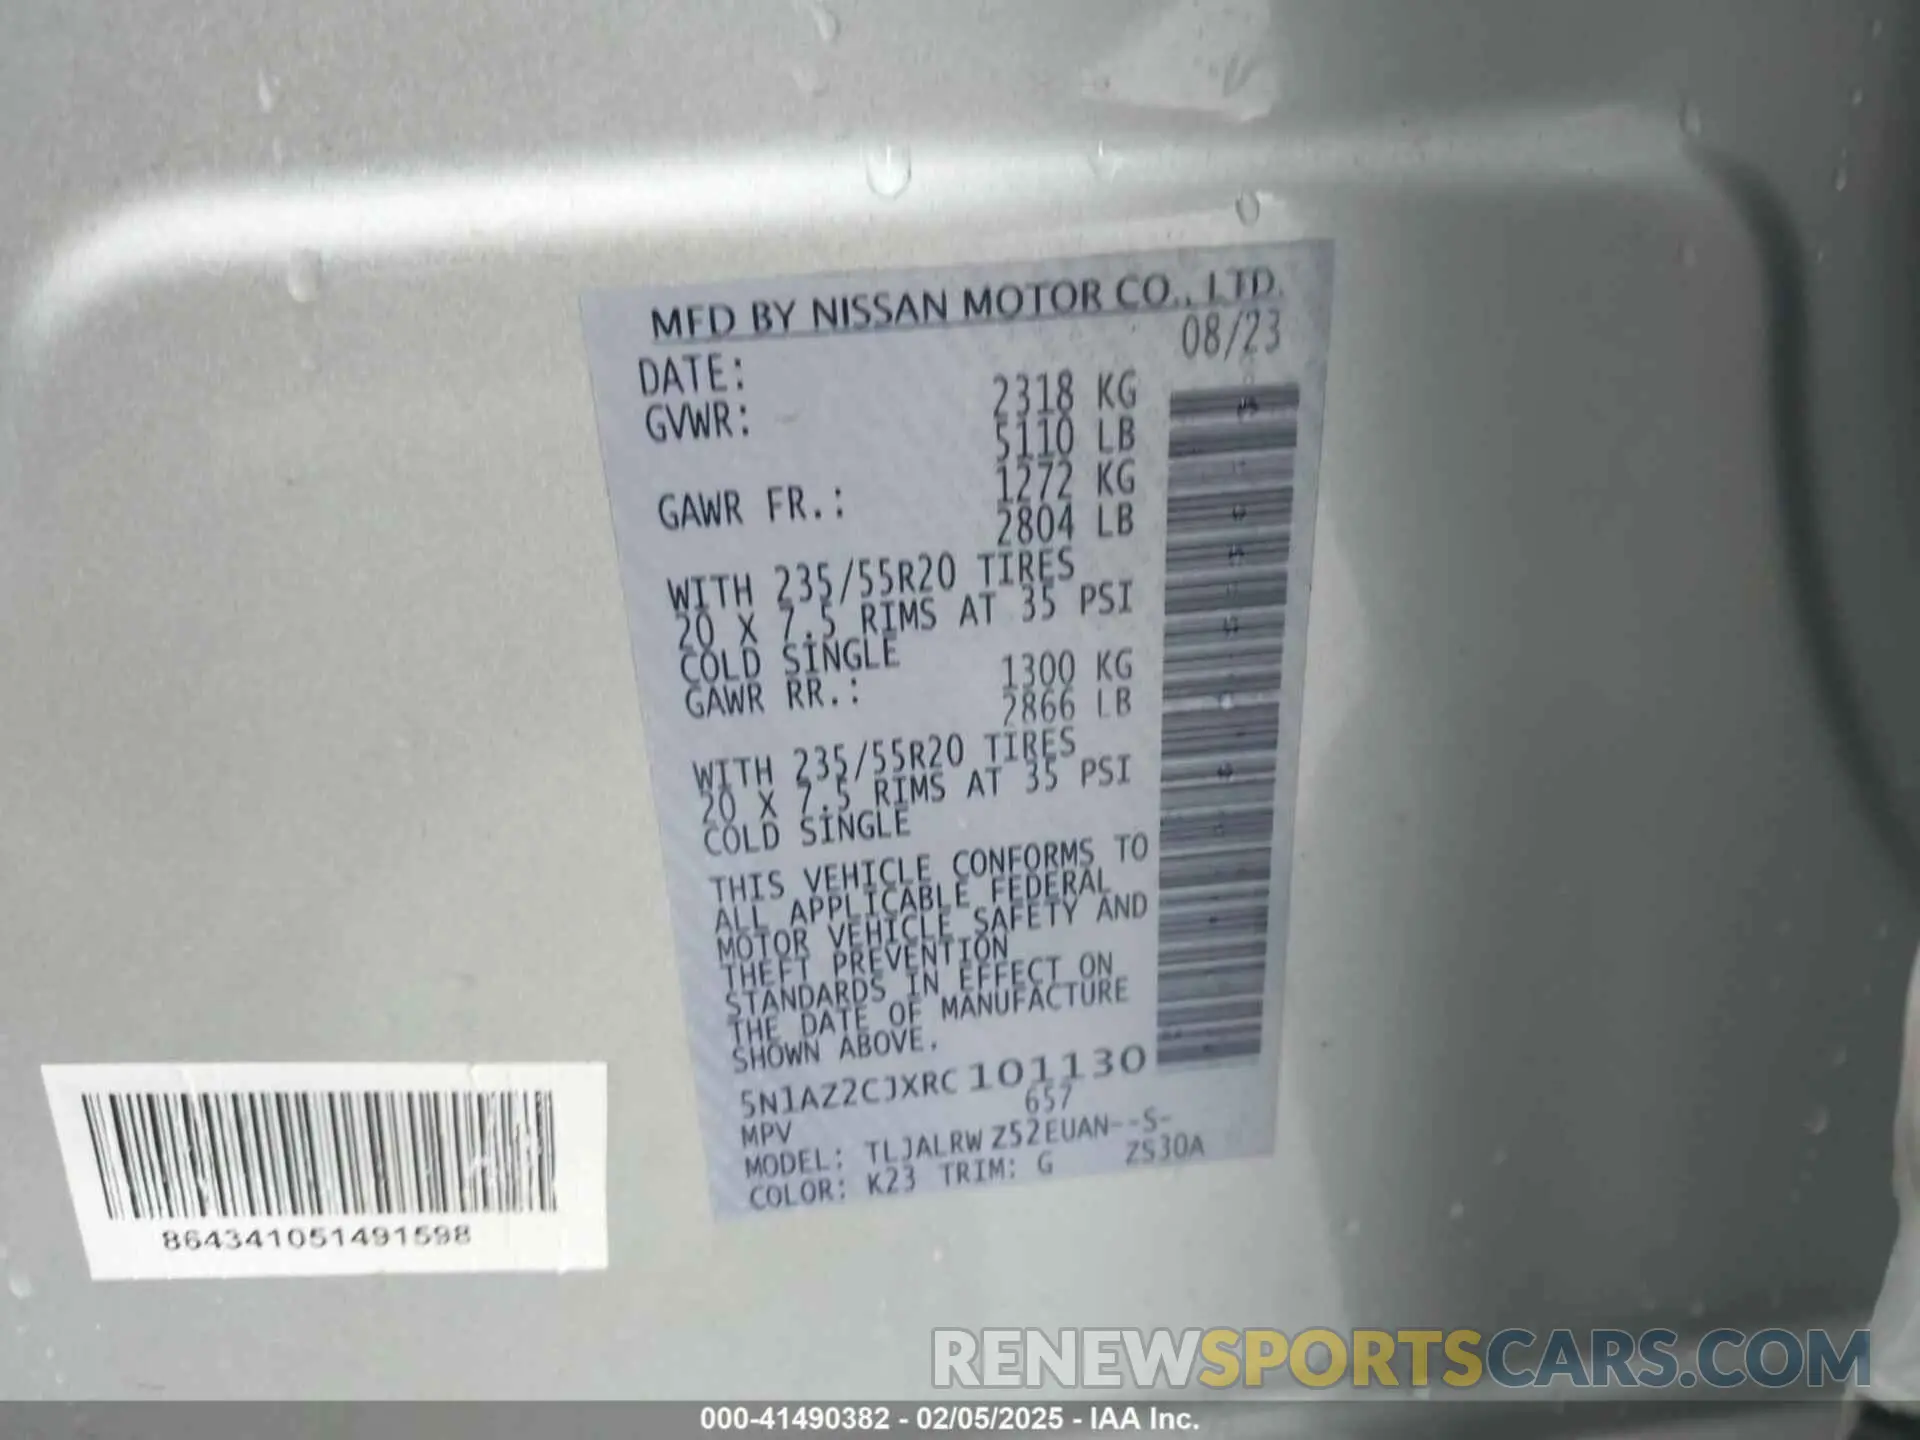 MFD BY NISSAN MOTOR CO., LTD.
DATE: 08/23
GVWR: 2318 KG
5110 LB
GAWR FR.: 1272 KG
2804 LB
WITH 235/55R20 TIRES
20 X 7.5 RIMS AT 35 PSI
COLD SINGLE
GAWR RR.: 1300 KG
2866 LB
WITH 235/55R20 TIRES
20 X 7.5 RIMS AT 35 PSI
COLD SINGLE
THIS VEHICLE CONFORMS TO
ALL APPLICABLE FEDERAL
MOTOR VEHICLE SAFETY AND
THEFT PREVENTION
STANDARDS IN EFFECT ON
THE DATE OF MANUFACTURE
SHOWN ABOVE.
5N1AZ2CJXRC101130
657
MPV
MODEL: TLJALRW Z52EUAN--S-
COLOR: K23 TRIM: G ZS30A
864341051491598
RENEWSPORTSCARS.COM
000-41490382 - 02/05/2025 - IAA Inc.